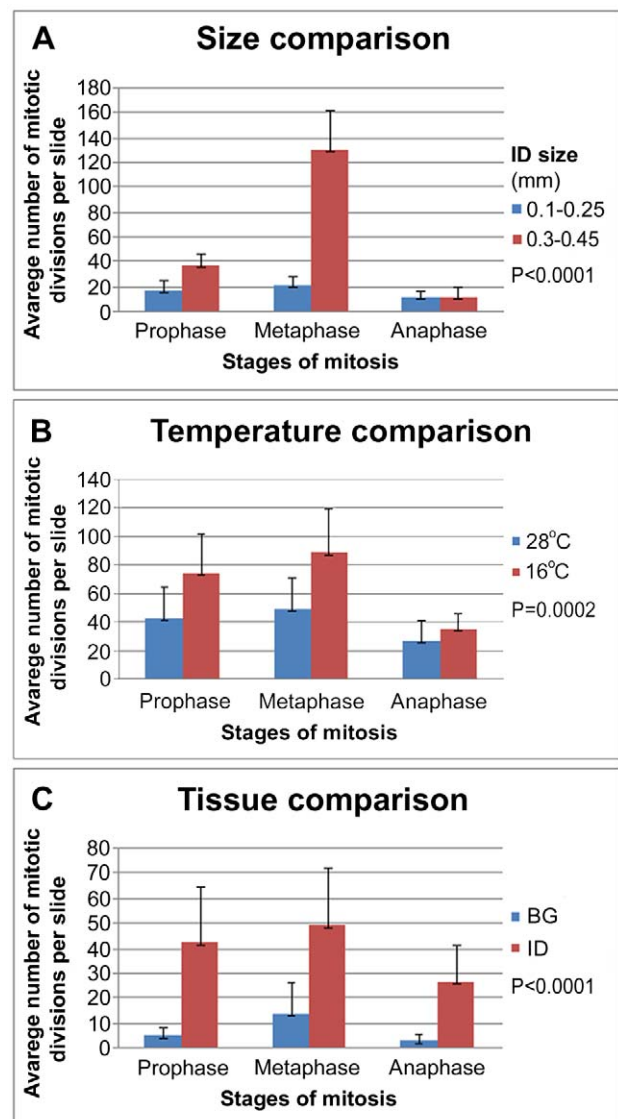 A Size comparison
Avarege number of mitotic
divisions per slide
180
160
140
120
100
80
60
40
20
0
Prophase Metaphase Anaphase
Stages of mitosis
ID size
(mm)
0.1-0.25
0.3-0.45
P<0.0001
B Temperature comparison
Avarege number of mitotic
divisions per slide
140
120
100
80
60
40
20
0
Prophase Metaphase Anaphase
Stages of mitosis
28°C
16°C
P=0.0002
C Tissue comparison
Avarege number of mitotic
divisions per slide
80
70
60
50
40
30
20
10
0
Prophase Metaphase Anaphase
Stages of mitosis
BG
ID
P<0.0001